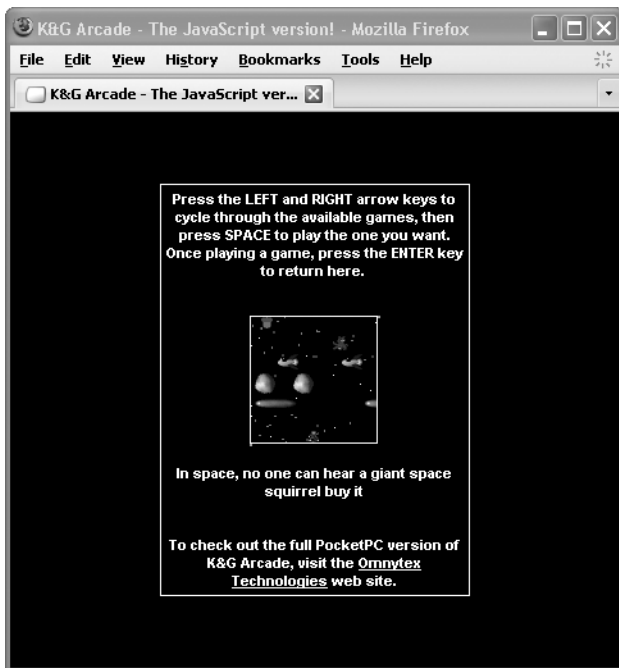 K&G Arcade - The JavaScript version! - Mozilla Firefox
File Edit View History Bookmarks Tools Help
K&G Arcade - The JavaScript ver...
Press the LEFT and RIGHT arrow keys to
cycle through the available games, then
press SPACE to play the one you want.
Once playing a game, press the ENTER key
to return here.
In space, no one can hear a giant space
squirrel buy it
To check out the full PocketPC version of
K&G Arcade, visit the Omnytex
Technologies web site.